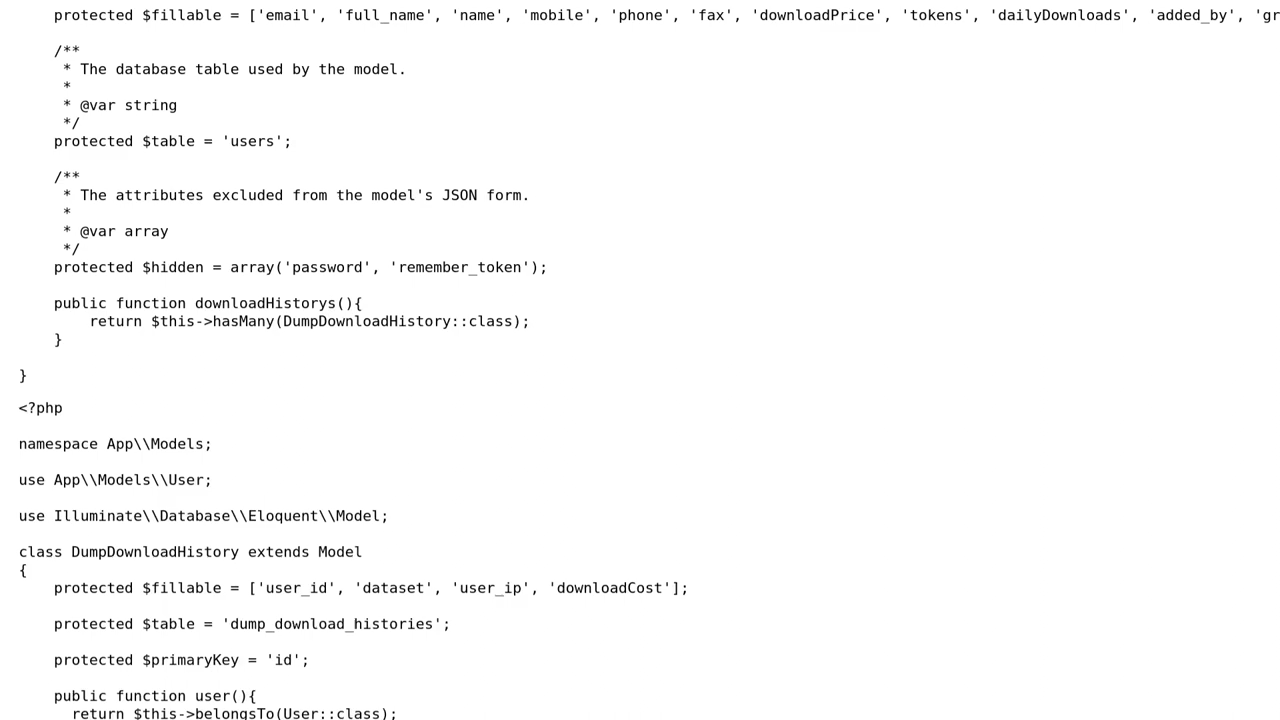 protected $fillable = ['email', 'full_name', 'name', 'mobile', 'phone', 'fax', 'downloadPrice', 'tokens', 'dailyDownloads', 'added_by', 'gr
/**
* The database table used by the model.
*
* @var string
*/
protected $table = 'users';
/**
* The attributes excluded from the model's JSON form.
*
* @var array
*/
protected $hidden = array('password', 'remember_token');
public function downloadHistorys(){
return $this->hasMany(DumpDownloadHistory::class);
}
}
<?php
namespace App\\Models;
use App\\Models\\User;
use Illuminate\\Database\\Eloquent\\Model;
class DumpDownloadHistory extends Model
{
protected $fillable = ['user_id', 'dataset', 'user_ip', 'downloadCost'];
protected $table = 'dump_download_histories';
protected $primaryKey = 'id';
public function user(){
return $this->belongsTo(User::class);